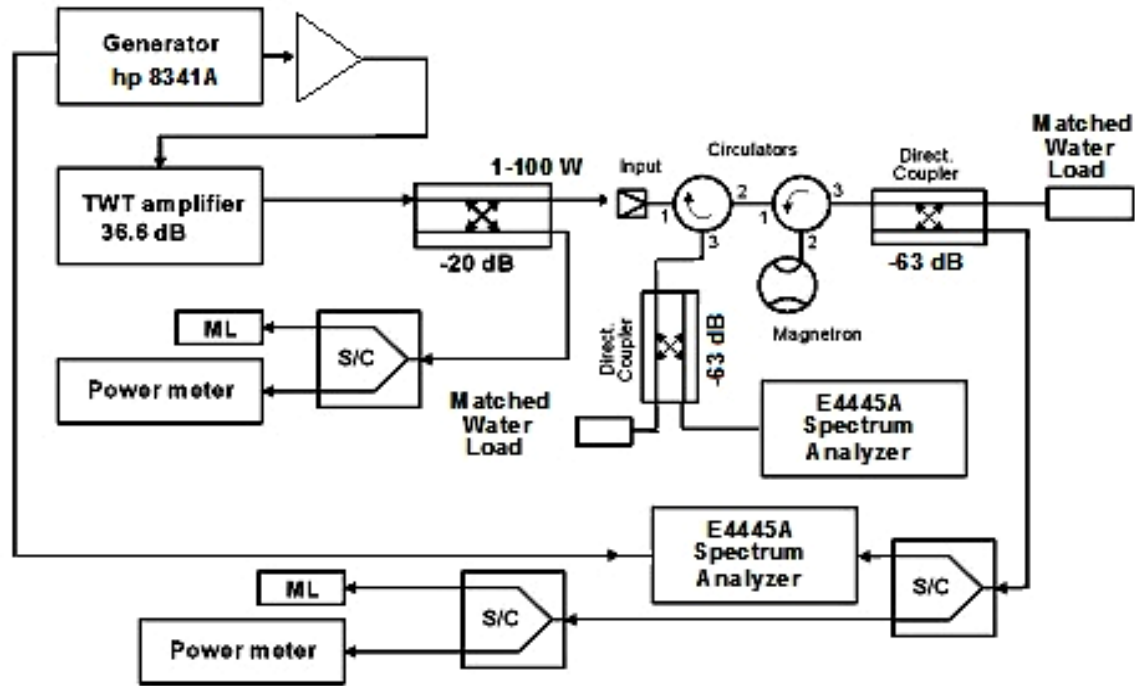 Generator
hp 8341A
TWT amplifier
36.6 dB
1-100 W
-20 dB
Input
Circulators
1
2
3
1
2
3
Direct.
Coupler
-63 dB
Matched
Water
Load
Magnetron
Direct.
Coupler
-63 dB
ML
S/C
Power meter
Matched
Water
Load
E4445A
Spectrum
Analyzer
E4445A
Spectrum
Analyzer
S/C
ML
S/C
Power meter